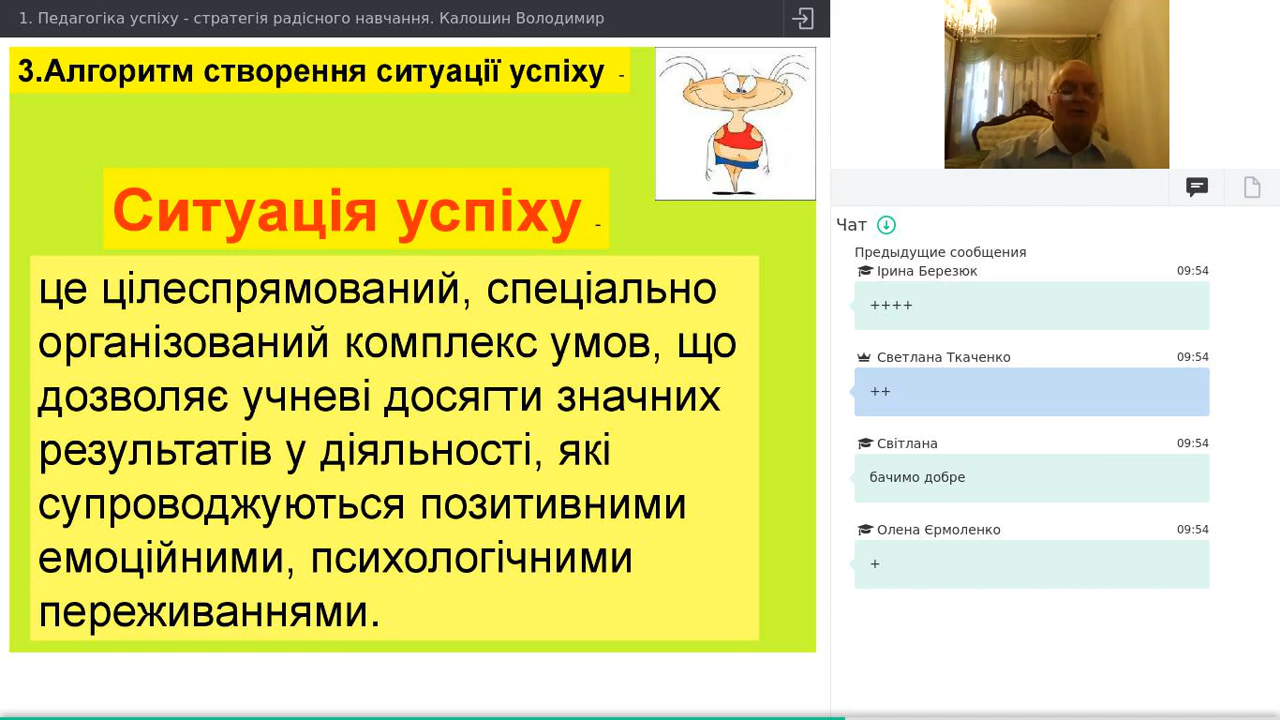 1. Педагогіка успіху - стратегія радісного навчання. Калошин Володимир
3.Алгоритм створення ситуації успіху -
Ситуація успіху -
це цілеспрямований, спеціально
організований комплекс умов, що
дозволяє учневі досягти значних
результатів у діяльності, які
супроводжуються позитивними
емоційними, психологічними
переживаннями.
Чат
Предыдущие сообщения
Ірина Березюк 09:54
++++
Светлана Ткаченко 09:54
++
Світлана 09:54
бачимо добре
Олена Єрмоленко 09:54
+